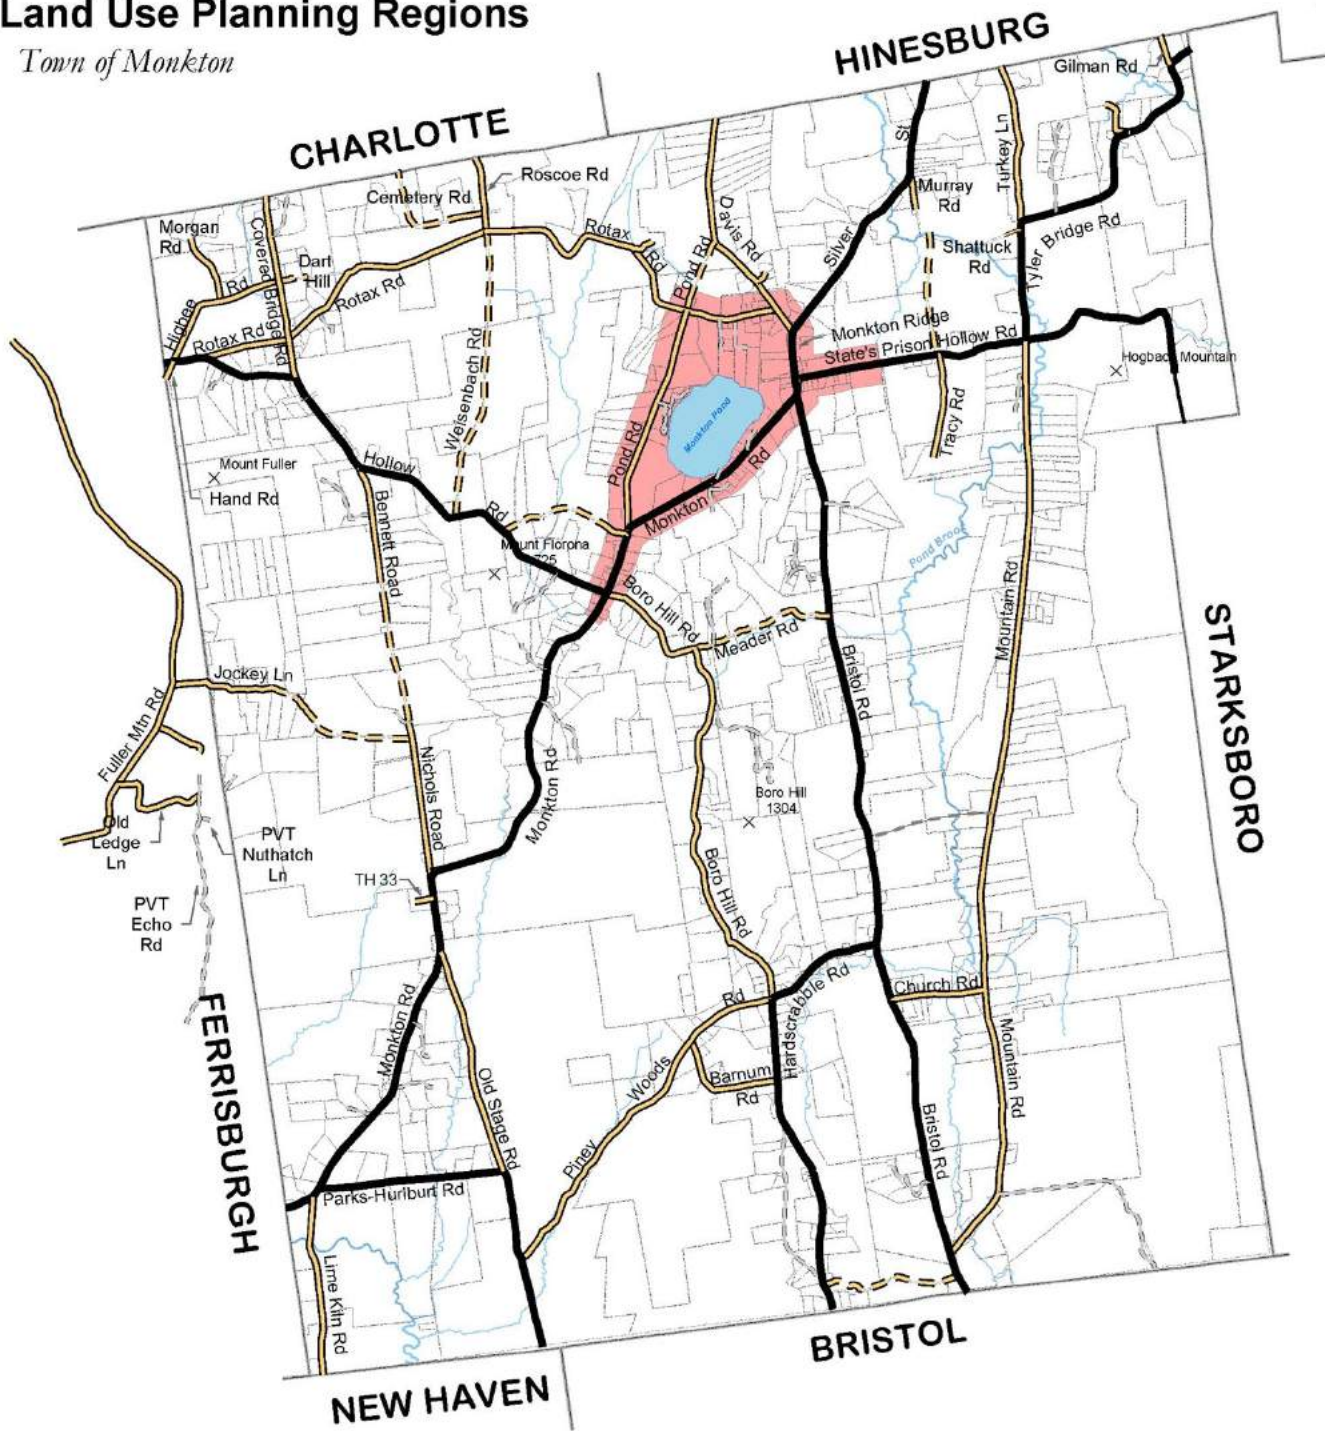 Land Use Planning Regions
Town of Monkton
HINESBURG
Gilman Rd
CHARLOTTE
St
Turkey Ln
Roscoe Rd
Cemetery Rd
Murray
Rd
Morgan
Rd
Covered Bridge Rd
Davis Rd
Rotax Rd
Tyler Bridge Rd
Silver
Shattuck
Rd
Dart
Hill
Pond Rd
Rd
Rotax Rd
Higbee
Monkton Ridge
Rotax Rd
State's Prison Hollow Rd
Hogback Mountain
Weisenbach Rd
Monkton Pond
Tracy Rd
Pond Rd
Rd
Hollow
Mount Fuller
Hand Rd
Bennett Road
Rd
Monkton
Mount Florona
725
Pond Brook
Boro Hill Rd
Mountain Rd
Meader Rd
STARKSBORO
Jockey Ln
Bristol Rd
Fuller Mtn Rd
Nichols Road
Monkton Rd
Boro Hill
1304
Old
Ledge
Ln
PVT
Nuthatch
Ln
Boro Hill Rd
TH 33
PVT
Echo
Rd
Church Rd
Rd
Hardscrabble Rd
Monkton Rd
FERRISBURGH
Mountain Rd
Woods
Barnum
Rd
Old Stage Rd
Piney
Bristol Rd
Parks-Hurlburt Rd
Lime Kiln Rd
BRISTOL
NEW HAVEN